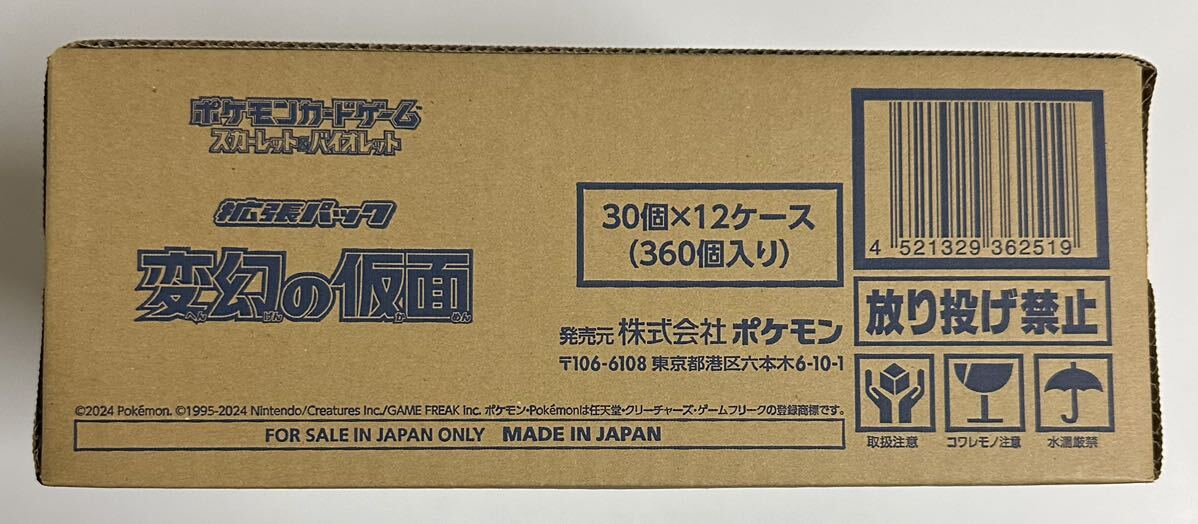 ポケモンカードゲーム
スカーレット&バイオレット
拡張パック
変幻の仮面
へん げん か めん
30個×12ケース
(360個入り)
発売元 株式会社 ポケモン
〒106-6108 東京都港区六本木6-10-1
4 521329 362519
放り投げ禁止
取扱注意 コワレモノ注意 水濡厳禁
©2024 Pokémon. ©1995-2024 Nintendo/Creatures Inc./GAME FREAK inc. ポケモン・Pokémonは任天堂・クリーチャーズ・ゲームフリークの登録商標です。
FOR SALE IN JAPAN ONLY MADE IN JAPAN